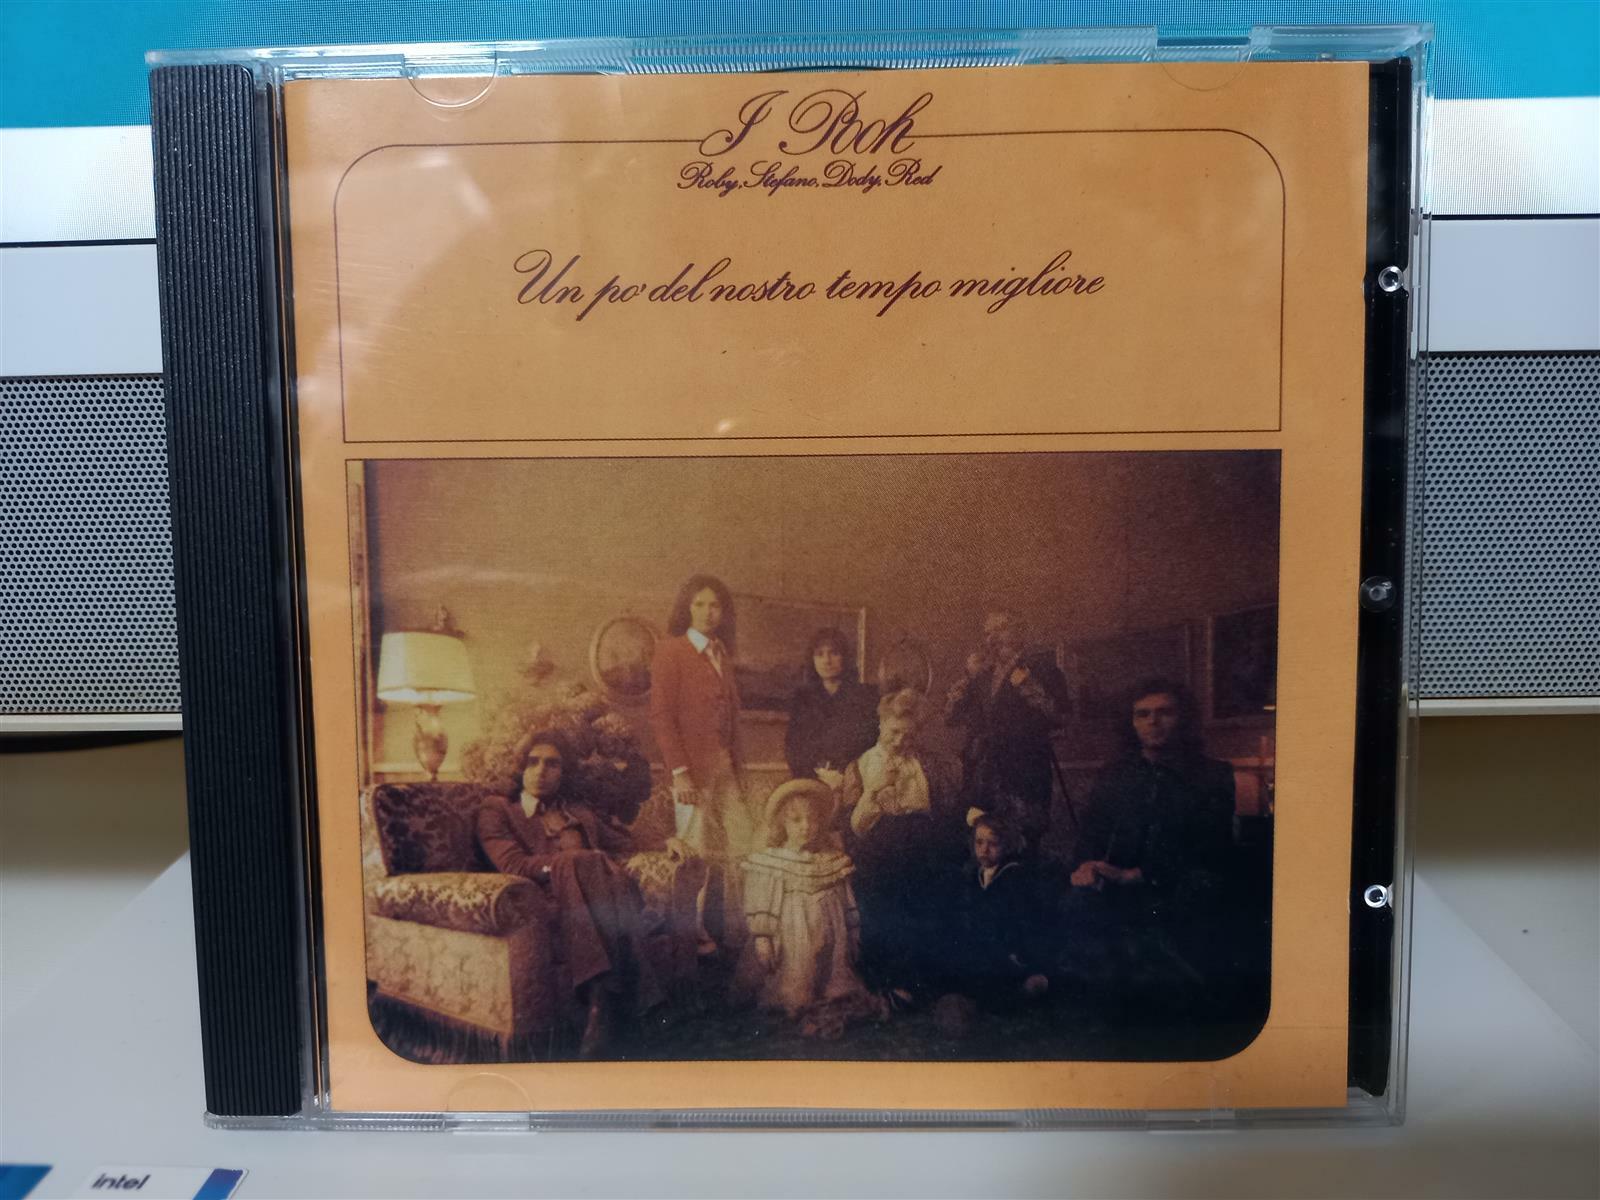 I Pooh
Roby, Stefano, Dody, Red
Un po' del nostro tempo migliore
intel